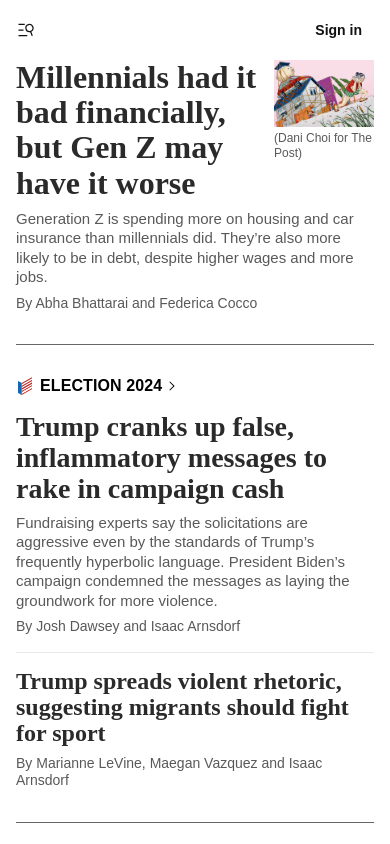 Sign in
Millennials had it
bad financially,
but Gen Z may
have it worse
(Dani Choi for The
Post)
Generation Z is spending more on housing and car
insurance than millennials did. They’re also more
likely to be in debt, despite higher wages and more
jobs.
By Abha Bhattarai and Federica Cocco
ELECTION 2024
Trump cranks up false,
inflammatory messages to
rake in campaign cash
Fundraising experts say the solicitations are
aggressive even by the standards of Trump’s
frequently hyperbolic language. President Biden’s
campaign condemned the messages as laying the
groundwork for more violence.
By Josh Dawsey and Isaac Arnsdorf
Trump spreads violent rhetoric,
suggesting migrants should fight
for sport
By Marianne LeVine, Maegan Vazquez and Isaac
Arnsdorf